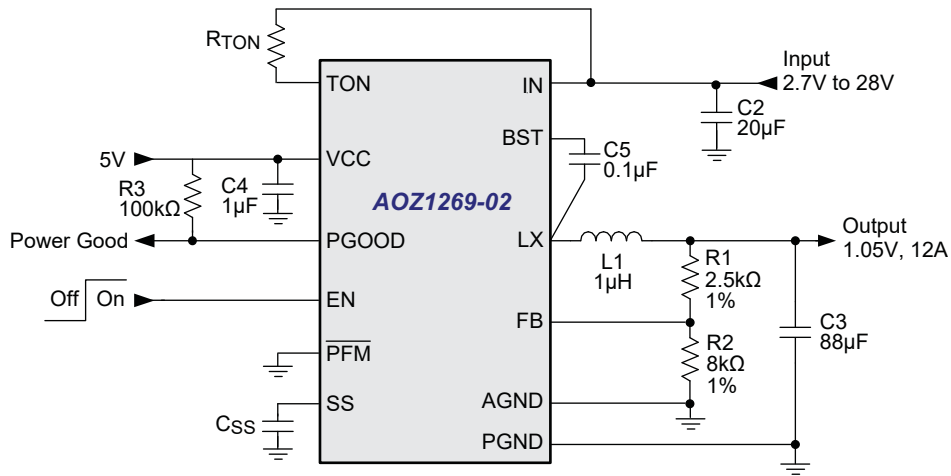 RTON
TON
IN
Input
2.7V to 28V
C2
20µF
BST
C5
0.1µF
5V
VCC
R3
100kΩ
C4
1µF
AOZ1269-02
Power Good
PGOOD
LX
L1
1µH
Output
1.05V, 12A
R1
2.5kΩ
1%
Off
On
EN
FB
C3
88µF
R2
8kΩ
1%
PFM
SS
CSS
AGND
PGND